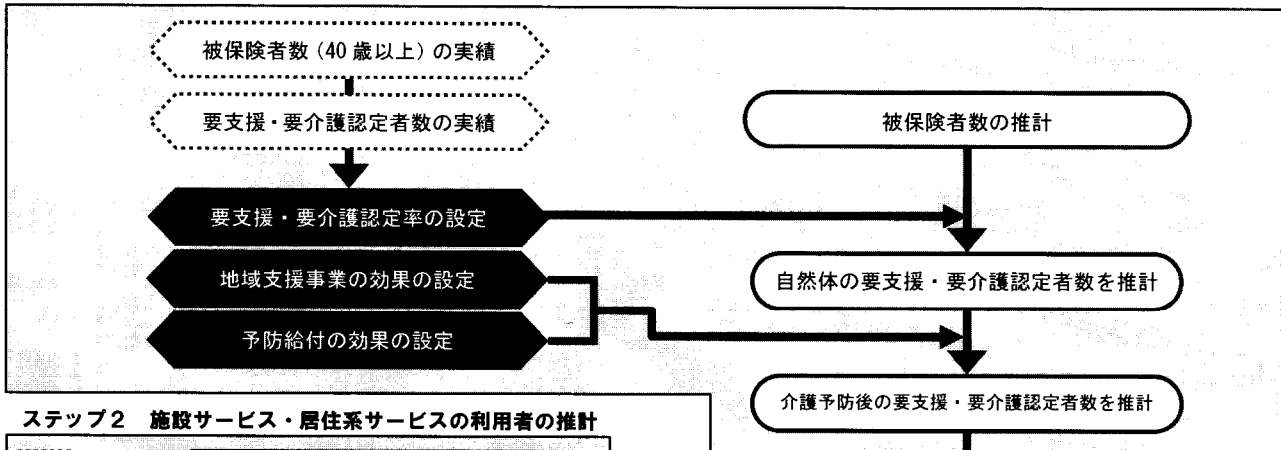 被保険者数(40歳以上)の実績
要支援・要介護認定者数の実績
被保険者数の推計
要支援・要介護認定率の設定
地域支援事業の効果の設定
自然体の要支援・要介護認定者数を推計
予防給付の効果の設定
介護予防後の要支援・要介護認定者数を推計
ステップ2 施設サービス・居住系サービスの利用者の推計